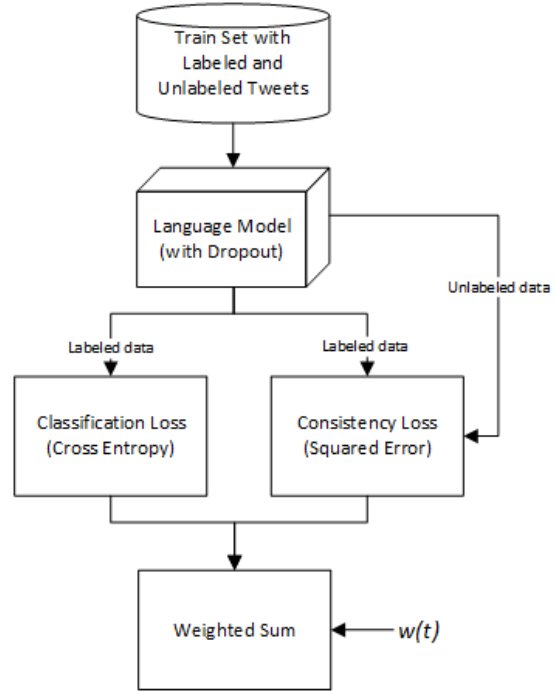 Train Set with
Labeled and
Unlabeled Tweets
Language Model
(with Dropout)
Unlabeled data
Labeled data
Labeled data
Classification Loss
(Cross Entropy)
Consistency Loss
(Squared Error)
Weighted Sum
w(t)